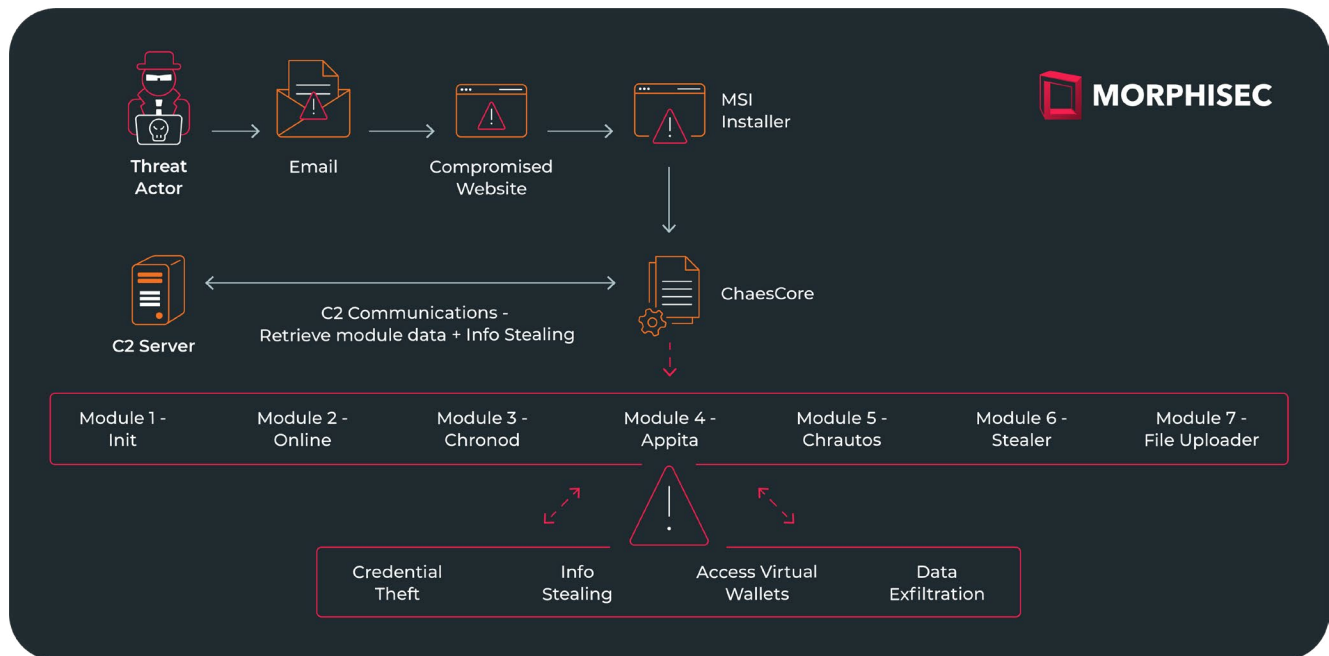 MORPHISEC
MSI
Installer
Threat
Actor
Email
Compromised
Website
ChaesCore
C2 Communications -
Retrieve module data + Info Stealing
C2 Server
Module 1 -
Init
Module 2 -
Online
Module 3 -
Chronod
Module 4 -
Appita
Module 5 -
Chrautos
Module 6 -
Stealer
Module 7 -
File Uploader
Credential
Theft
Info
Stealing
Access Virtual
Wallets
Data
Exfiltration